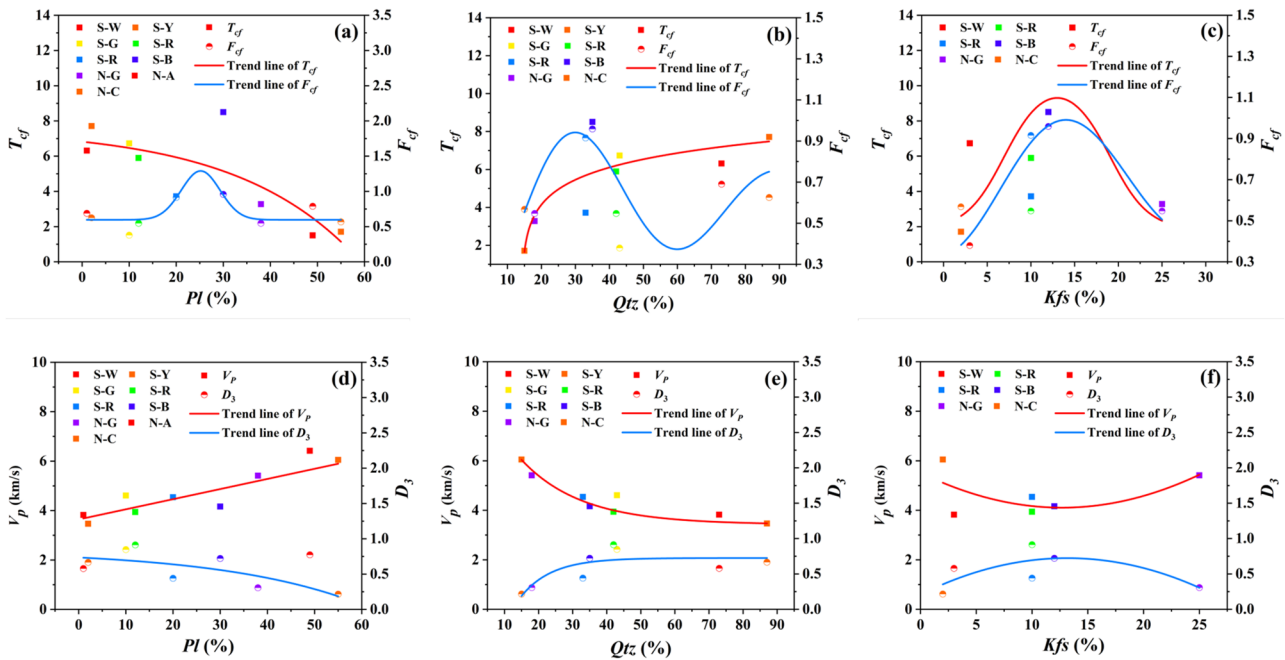 (a)
S-W S-Y T_cf
S-G S-R F_cf
S-R S-B Trend line of T_cf
N-G N-A Trend line of F_cf
N-C
14
12
10
8
6
4
2
0
T_cf
3.5
3.0
2.5
2.0
1.5
1.0
0.5
0.0
F_cf
0 10 20 30 40 50 60
Pl (%)
(b)
S-W S-Y T_cf
S-G S-R F_cf
S-R S-B Trend line of T_cf
N-G N-C Trend line of F_cf
14
12
10
8
6
4
2
T_cf
1.5
1.4
1.3
1.2
1.1
1.0
0.9
0.8
0.7
0.6
0.5
0.4
0.3
F_cf
10 20 30 40 50 60 70 80 90
Qtz (%)
(c)
S-W S-R T_cf
S-R S-B F_cf
N-G N-C Trend line of T_cf
Trend line of F_cf
14
12
10
8
6
4
2
0
T_cf
1.5
1.3
1.1
0.9
0.7
0.5
0.3
F_cf
0 5 10 15 20 25 30
Kfs (%)
(d)
S-W S-Y V_P
S-G S-R D_3
S-R S-B Trend line of V_P
N-G N-A Trend line of D_3
N-C
10
8
6
4
2
0
V_p (km/s)
3.5
3.0
2.5
2.0
1.5
1.0
0.5
0.0
D_3
0 10 20 30 40 50 60
Pl (%)
(e)
S-W S-Y V_P
S-G S-R D_3
S-R S-B Trend line of V_P
N-G N-C Trend line of D_3
10
8
6
4
2
0
V_p (km/s)
3.5
3.0
2.5
2.0
1.5
1.0
0.5
0.0
D_3
10 20 30 40 50 60 70 80 90
Qtz (%)
(f)
S-W S-R V_P
S-R S-B D_3
N-G N-C Trend line of V_P
Trend line of D_3
10
8
6
4
2
0
V_p (km/s)
3.5
3.0
2.5
2.0
1.5
1.0
0.5
0.0
D_3
0 5 10 15 20 25
Kfs (%)